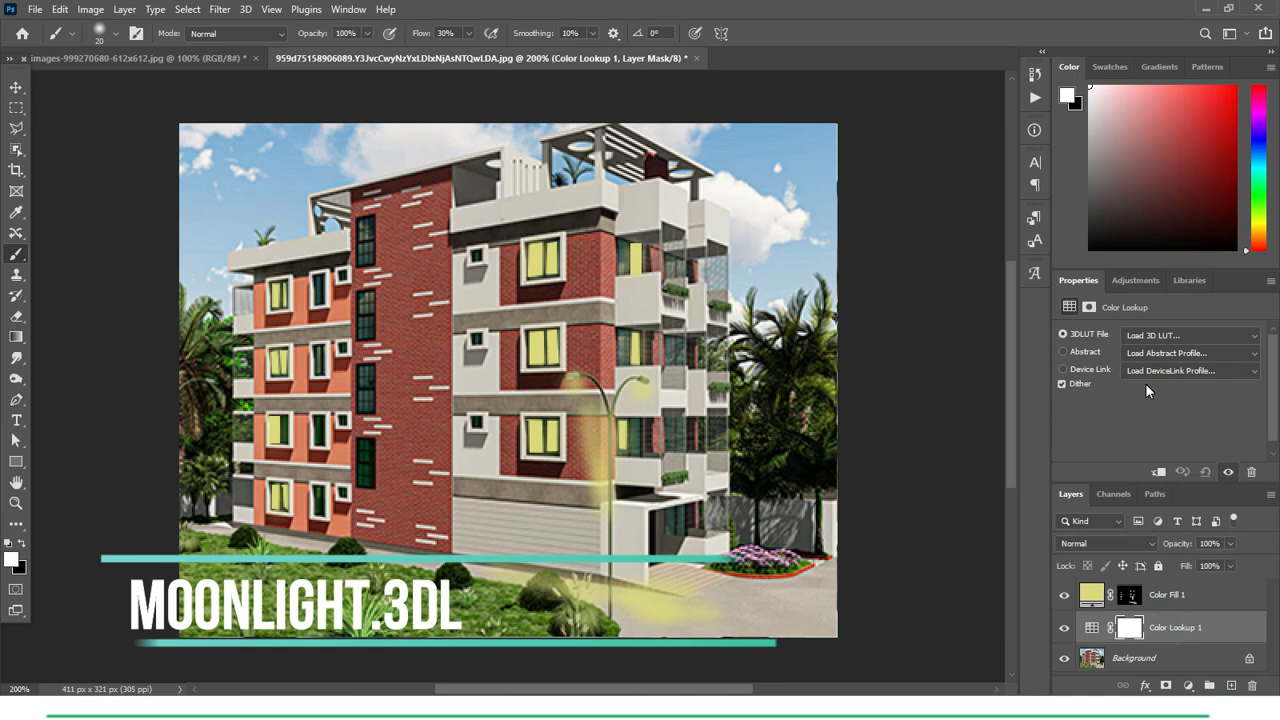 Ps File Edit Image Layer Type Select Filter 3D View Plugins Window Help
20 Mode: Normal Opacity: 100% Flow: 30% Smoothing: 10% 0°
images-999270680-612x612.jpg @ 100% (RGB/8#) * × 959d75158906089.Y3JvcCwyNzYxLDIxNjAsNTQwLDA.jpg @ 200% (Color Lookup 1, Layer Mask/8) * ×
Color Swatches Gradients Patterns
Properties Adjustments Libraries
Color Lookup
3DLUT File Load 3D LUT...
Abstract Load Abstract Profile...
Device Link Load DeviceLink Profile...
Dither
Layers Channels Paths
Kind
Normal Opacity: 100%
Lock: Fill: 100%
Color Fill 1
Color Lookup 1
Background
MOONLIGHT.3DL
200% 411 px x 321 px (305 ppi)